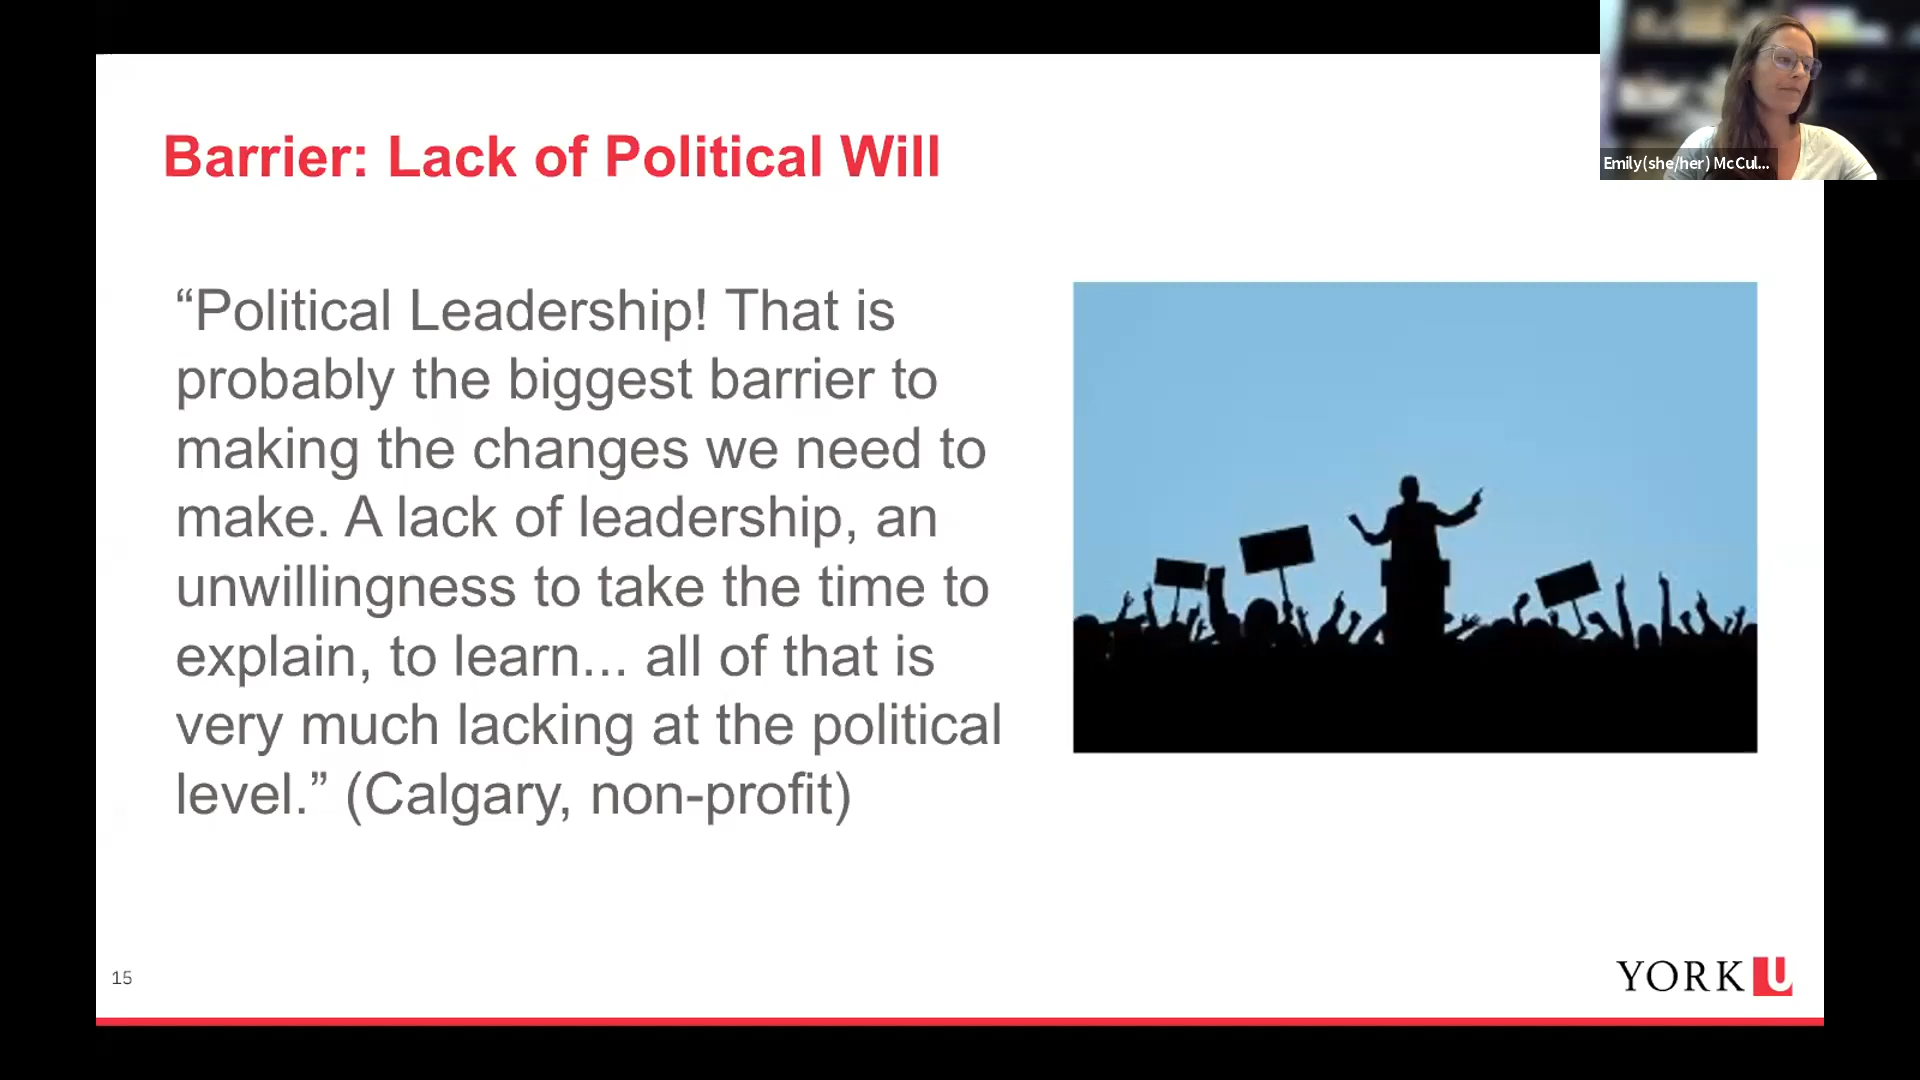 Barrier: Lack of Political Will
Emily(she/her) McCul...
“Political Leadership! That is
probably the biggest barrier to
making the changes we need to
make. A lack of leadership, an
unwillingness to take the time to
explain, to learn... all of that is
very much lacking at the political
level.” (Calgary, non-profit)
15
YORK U